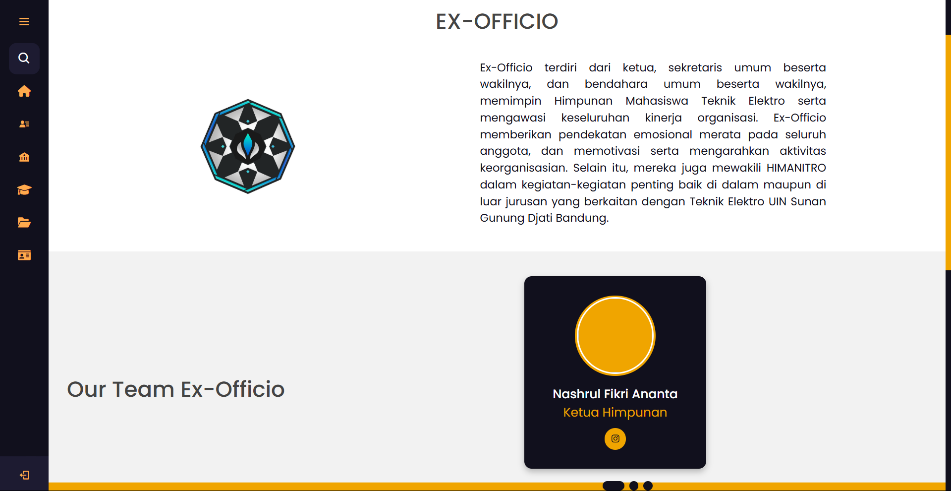 EX-OFFICIO
Ex-Officio terdiri dari ketua, sekretaris umum beserta
wakilnya, dan bendahara umum beserta wakilnya,
memimpin Himpunan Mahasiswa Teknik Elektro serta
mengawasi keseluruhan kinerja organisasi. Ex-Officio
memberikan pendekatan emosional merata pada seluruh
anggota, dan memotivasi serta mengarahkan aktivitas
keorganisasian. Selain itu, mereka juga mewakili HIMANITRO
dalam kegiatan-kegiatan penting baik di dalam maupun di
luar jurusan yang berkaitan dengan Teknik Elektro UIN Sunan
Gunung Djati Bandung.
Our Team Ex-Officio
Nashrul Fikri Ananta
Ketua Himpunan